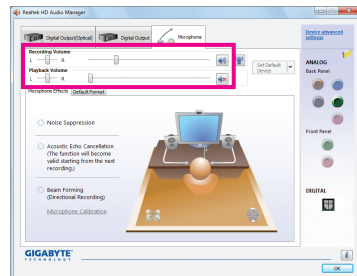 Realtek HD Audio Manager
Digital Output(Optical)
Digital Output
Microphone
Device advanced
settings
Recording Volume
L R
Set Default
Device
Playback Volume
L R
Microphone Effects
Default Format
Noise Suppression
Acoustic Echo Cancellation
(The function will become
valid starting from the next
recording.)
Beam Forming
(Directional Recording)
Microphone Calibration
ANALOG
Back Panel
Front Panel
DIGITAL
GIGABYTE
TECHNOLOGY
OK